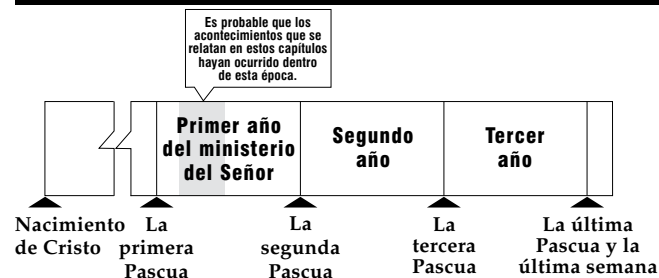 Es probable que los
acontecimientos que se
relatan en estos capítulos
hayan ocurrido dentro
de esta época.
Primer año
del ministerio
del Señor
Segundo
año
Tercer
año
Nacimiento
de Cristo
La
primera
Pascua
La
segunda
Pascua
La
tercera
Pascua
La última
Pascua y la
última semana